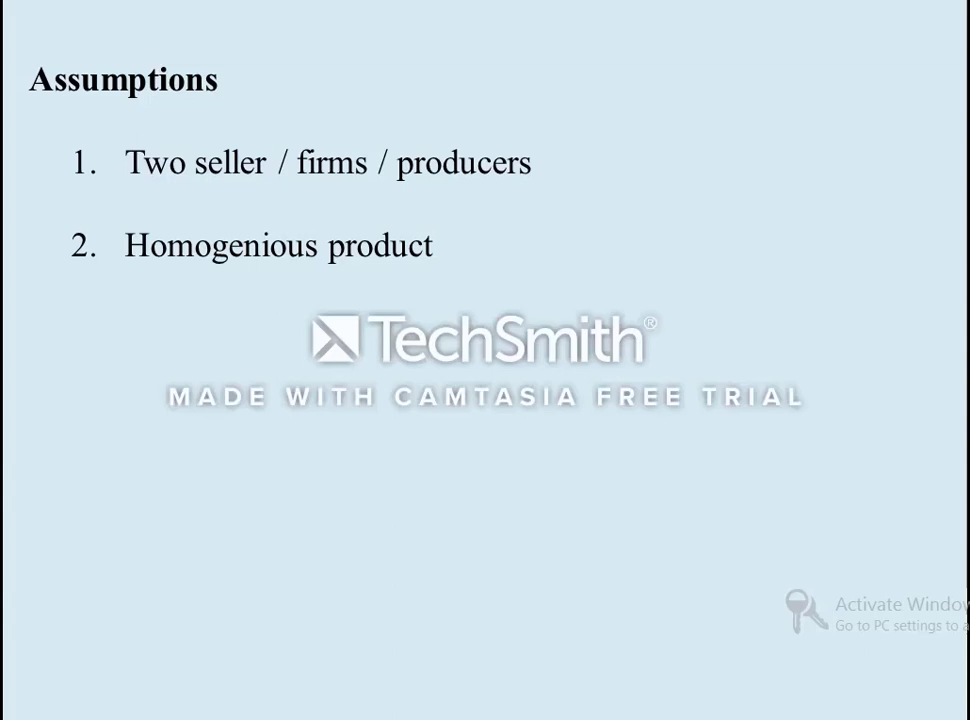 Assumptions
1. Two seller / firms / producers
2. Homogenious product
TechSmith®
MADE WITH CAMTASIA FREE TRIAL
Activate Window
Go to PC settings to a